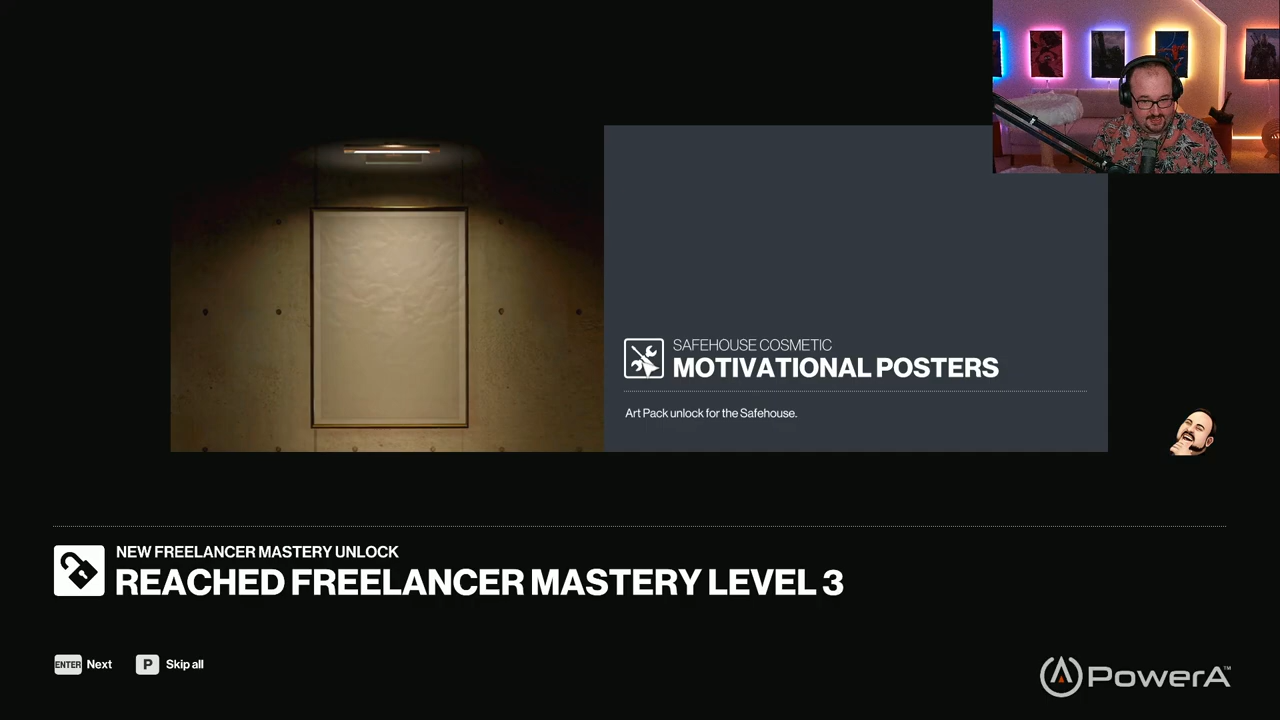 SAFEHOUSE COSMETIC
MOTIVATIONAL POSTERS
Art Pack unlock for the Safehouse.
NEW FREELANCER MASTERY UNLOCK
REACHED FREELANCER MASTERY LEVEL 3
ENTER Next P Skip all
PowerA™